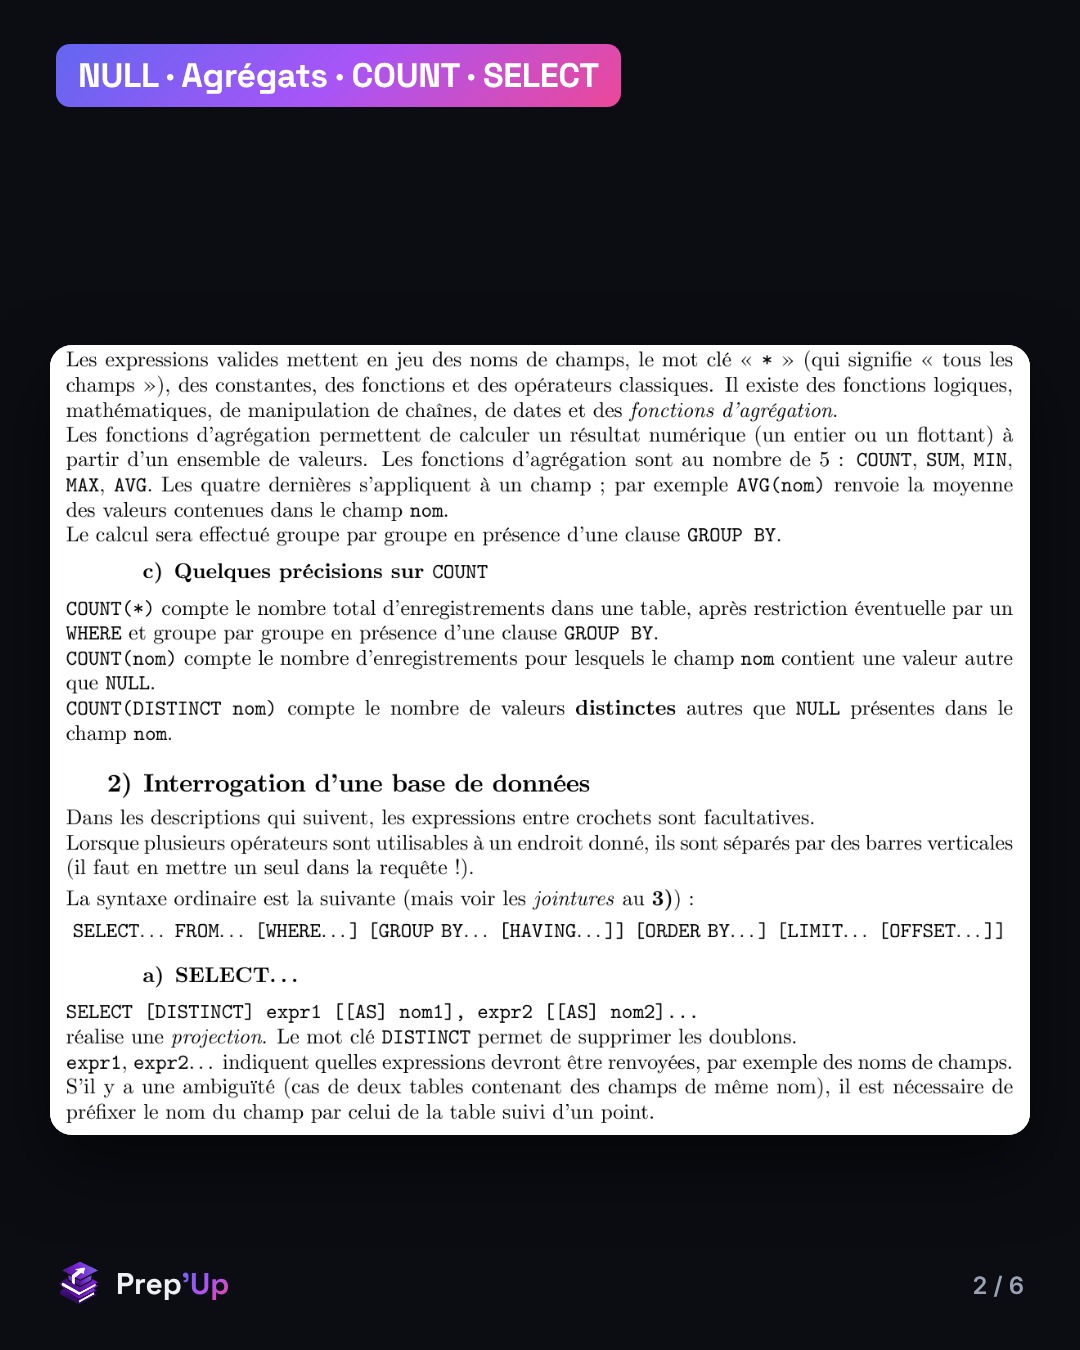 NULL · Agrégats · COUNT · SELECT
Les expressions valides mettent en jeu des noms de champs, le mot clé « * » (qui signifie « tous les
champs »), des constantes, des fonctions et des opérateurs classiques. Il existe des fonctions logiques,
mathématiques, de manipulation de chaînes, de dates et des fonctions d'agrégation.
Les fonctions d'agrégation permettent de calculer un résultat numérique (un entier ou un flottant) à
partir d'un ensemble de valeurs. Les fonctions d'agrégation sont au nombre de 5 : COUNT, SUM, MIN,
MAX, AVG. Les quatre dernières s'appliquent à un champ ; par exemple AVG(nom) renvoie la moyenne
des valeurs contenues dans le champ nom.
Le calcul sera effectué groupe par groupe en présence d'une clause GROUP BY.
c) Quelques précisions sur COUNT
COUNT(*) compte le nombre total d'enregistrements dans une table, après restriction éventuelle par un
WHERE et groupe par groupe en présence d'une clause GROUP BY.
COUNT(nom) compte le nombre d'enregistrements pour lesquels le champ nom contient une valeur autre
que NULL.
COUNT(DISTINCT nom) compte le nombre de valeurs distinctes autres que NULL présentes dans le
champ nom.
2) Interrogation d'une base de données
Dans les descriptions qui suivent, les expressions entre crochets sont facultatives.
Lorsque plusieurs opérateurs sont utilisables à un endroit donné, ils sont séparés par des barres verticales
(il faut en mettre un seul dans la requête !).
La syntaxe ordinaire est la suivante (mais voir les jointures au 3)) :
SELECT... FROM... [WHERE...] [GROUP BY... [HAVING...]] [ORDER BY...] [LIMIT... [OFFSET...]]
a) SELECT...
SELECT [DISTINCT] expr1 [[AS] nom1], expr2 [[AS] nom2]...
réalise une projection. Le mot clé DISTINCT permet de supprimer les doublons.
expr1, expr2... indiquent quelles expressions devront être renvoyées, par exemple des noms de champs.
S'il y a une ambiguïté (cas de deux tables contenant des champs de même nom), il est nécessaire de
préfixer le nom du champ par celui de la table suivi d'un point.
Prep'Up
2 / 6